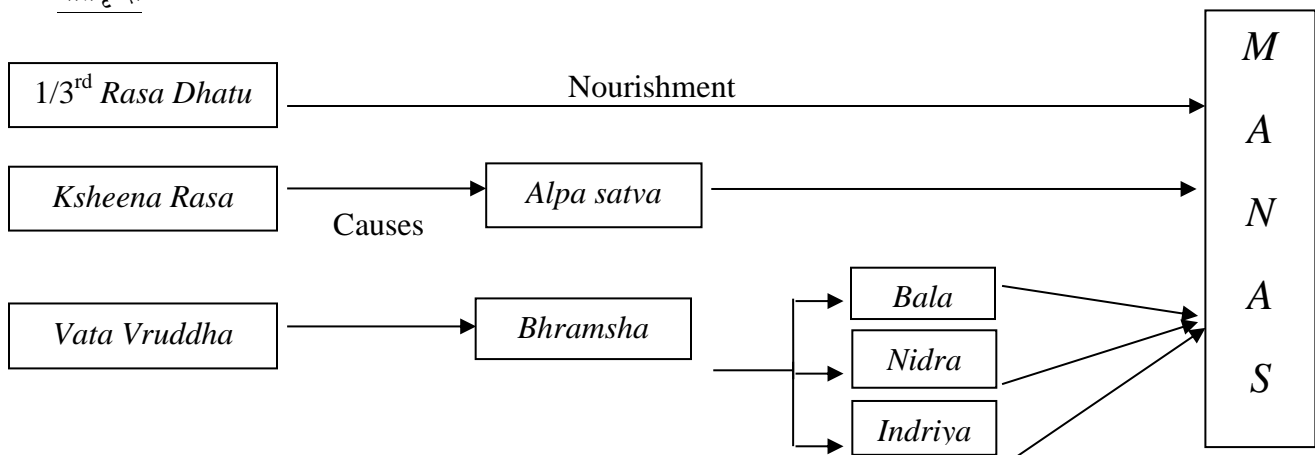 1/3rd Rasa Dhatu
Nourishment
Ksheena Rasa
Causes
Alpa satva
Vata Vruddha
Bhramsha
Bala
Nidra
Indriya
M
A
N
A
S